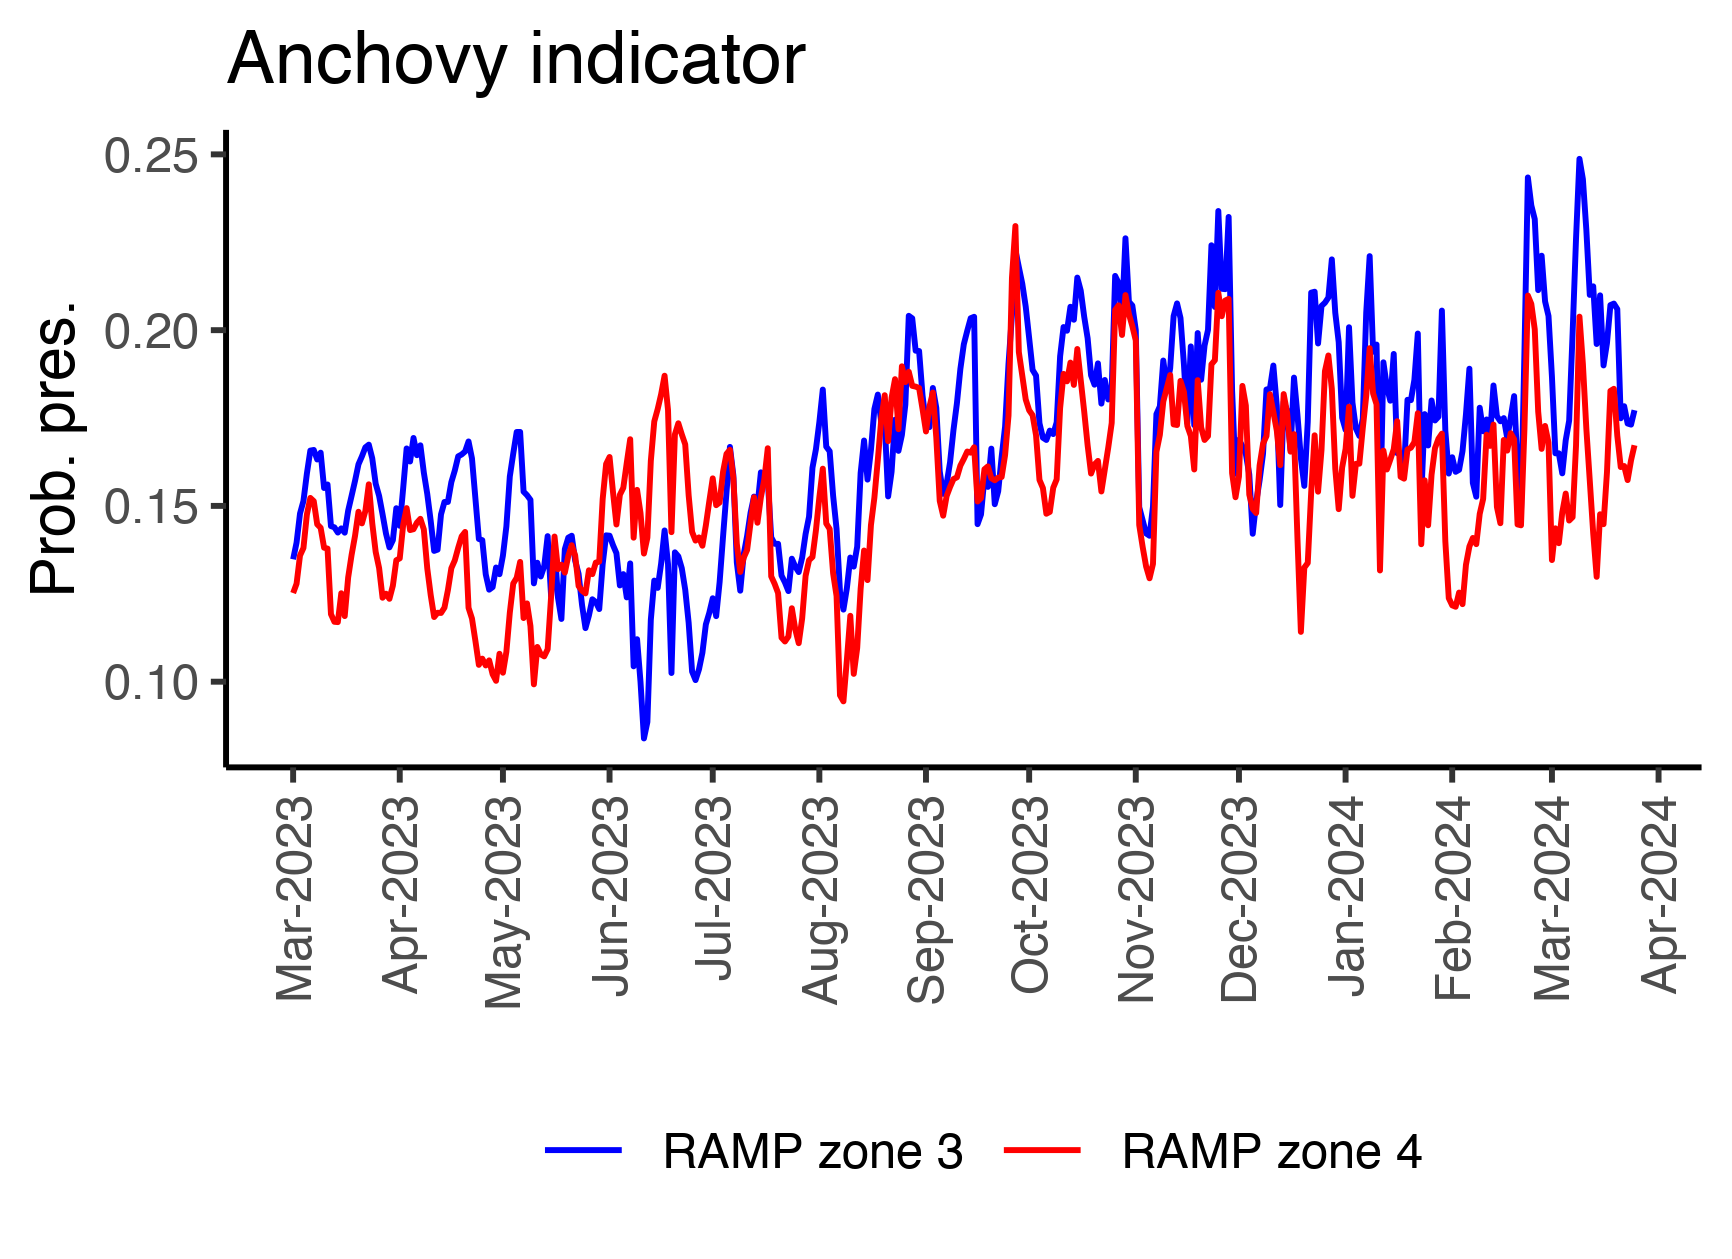 Anchovy indicator
Prob. pres.
0.25
0.20
0.15
0.10
Mar-2023
Apr-2023
May-2023
Jun-2023
Jul-2023
Aug-2023
Sep-2023
Oct-2023
Nov-2023
Dec-2023
Jan-2024
Feb-2024
Mar-2024
Apr-2024
RAMP zone 3
RAMP zone 4